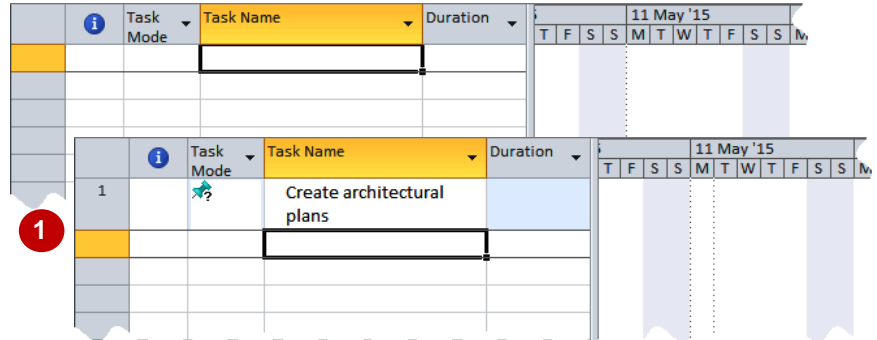 Task Mode Task Name Duration 11 May '15
T F S S M T W T F S S M
Task Mode Task Name Duration 11 May '15
T F S S M T W T F S S M
1 ? Create architectural
plans
1